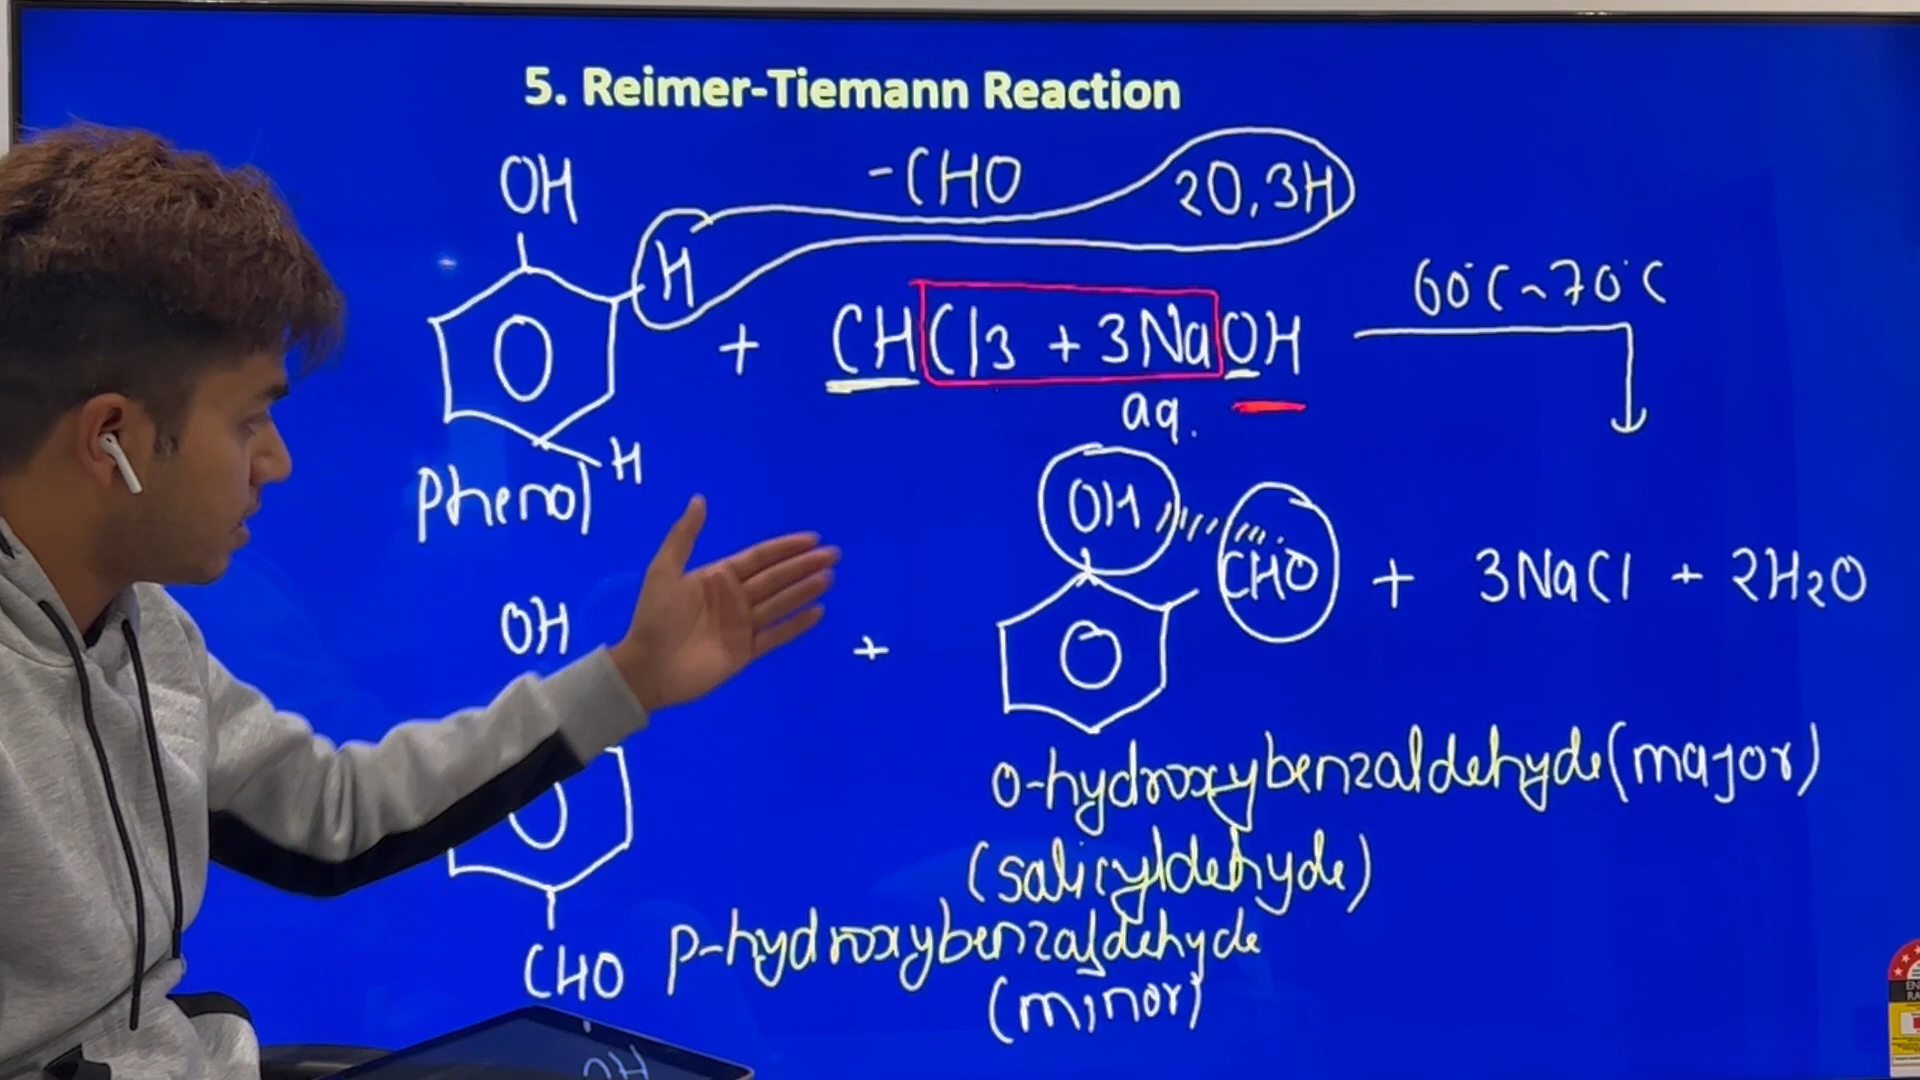 5. Reimer-Tiemann Reaction
OH
-CHO 20,3H
H
60°C~70°C
+ CHCl3 + 3NaOH
aq.
H
Phenol
OH CHO + 3NaCl + 2H2O
OH
+
o-hydroxybenzaldehyde(major)
(salicyldehyde)
p-hydroxybenzaldehyde
CHO
(minor)